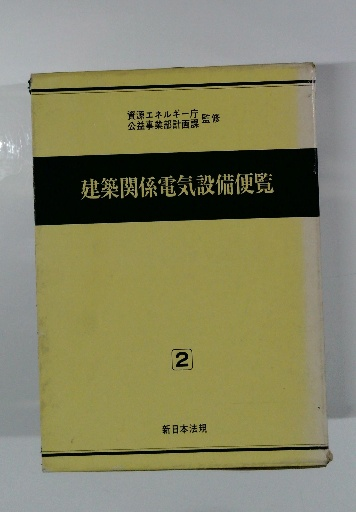 資源エネルギー庁
公益事業部計画課 監修
建築関係電気設備便覧
2
新日本法規